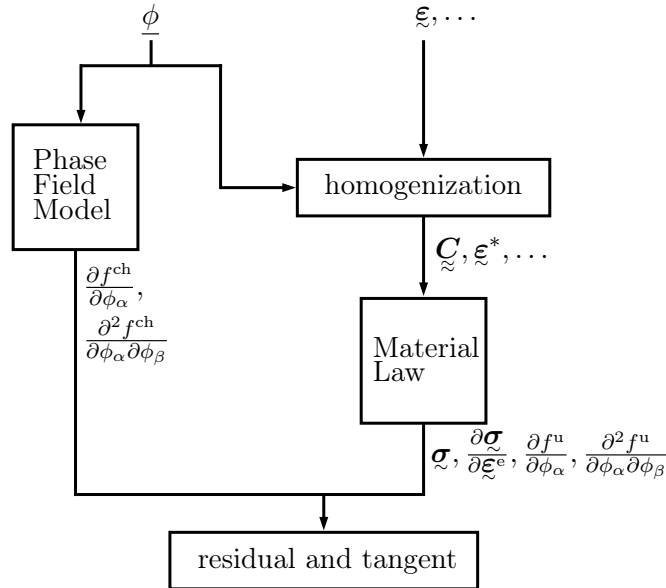 ϕ
ε, . . .
Phase
Field
Model
homogenization
C, ε*, . . .
∂f^ch/∂ϕ_α,
∂²f^ch/∂ϕ_α∂ϕ_β
Material
Law
σ, ∂σ/∂ε^e, ∂f^u/∂ϕ_α, ∂²f^u/∂ϕ_α∂ϕ_β
residual and tangent